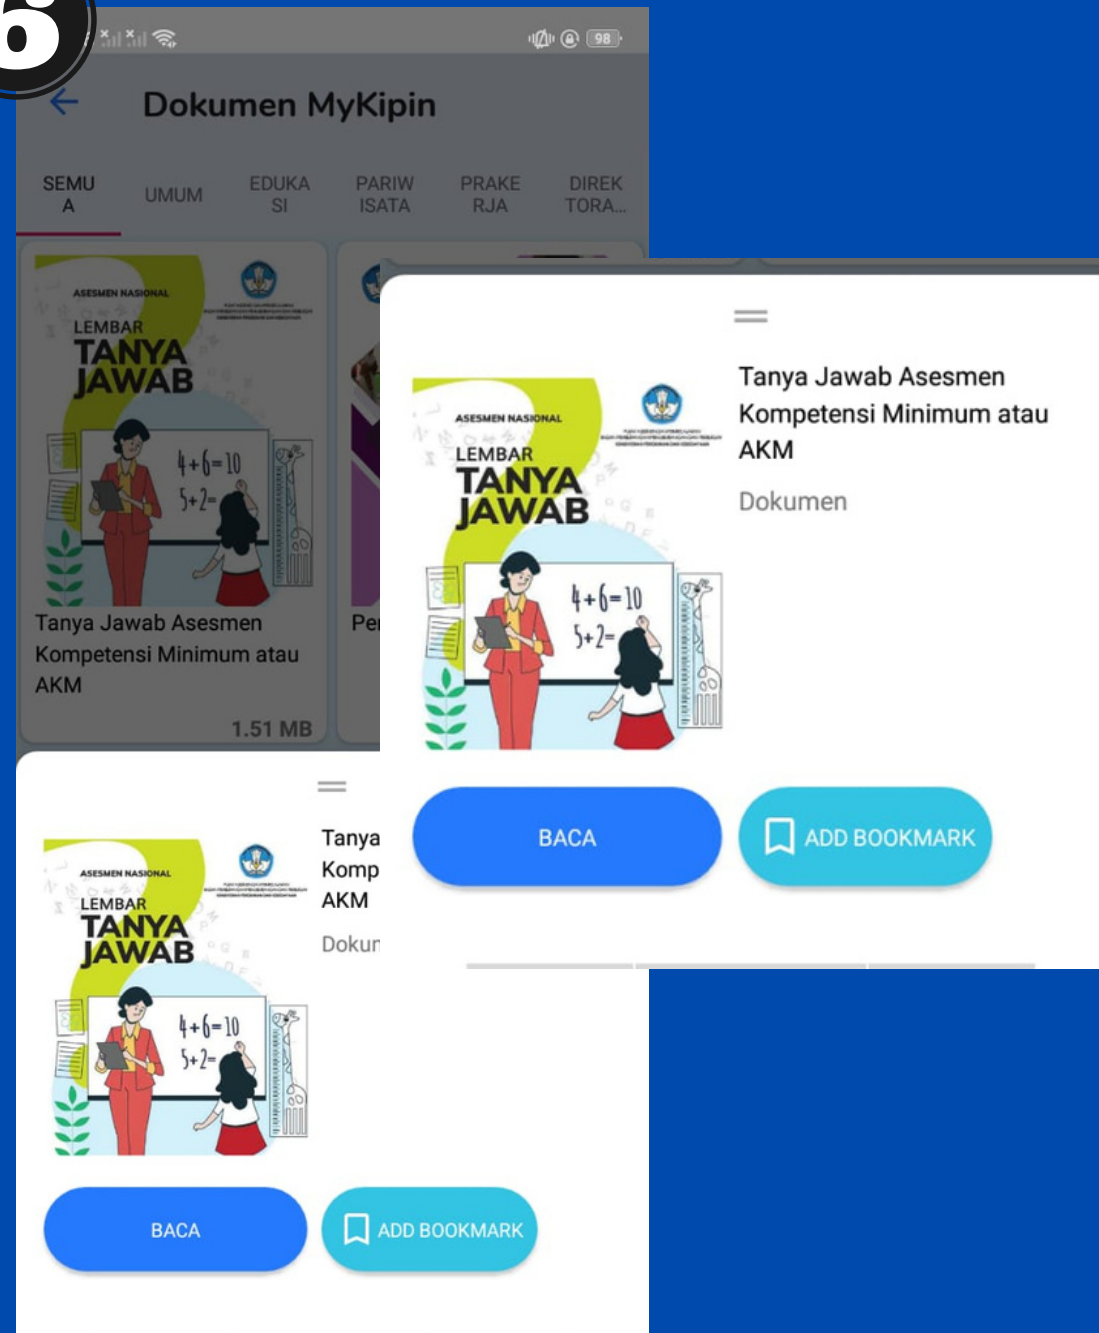 6
98
Dokumen MyKipin
SEMU
A
UMUM
EDUKA
SI
PARIW
ISATA
PRAKE
RJA
DIREK
TORA...
ASESMEN NASIONAL
LEMBAR
TANYA
JAWAB
4+6=10
5+2=
Tanya Jawab Asesmen
Kompetensi Minimum atau
AKM
1.51 MB
Per
ASESMEN NASIONAL
LEMBAR
TANYA
JAWAB
4+6=10
5+2=
Tanya Jawab Asesmen
Kompetensi Minimum atau
AKM
Dokumen
BACA
ADD BOOKMARK
ASESMEN NASIONAL
LEMBAR
TANYA
JAWAB
4+6=10
5+2=
Tanya
Komp
AKM
Dokum
BACA
ADD BOOKMARK